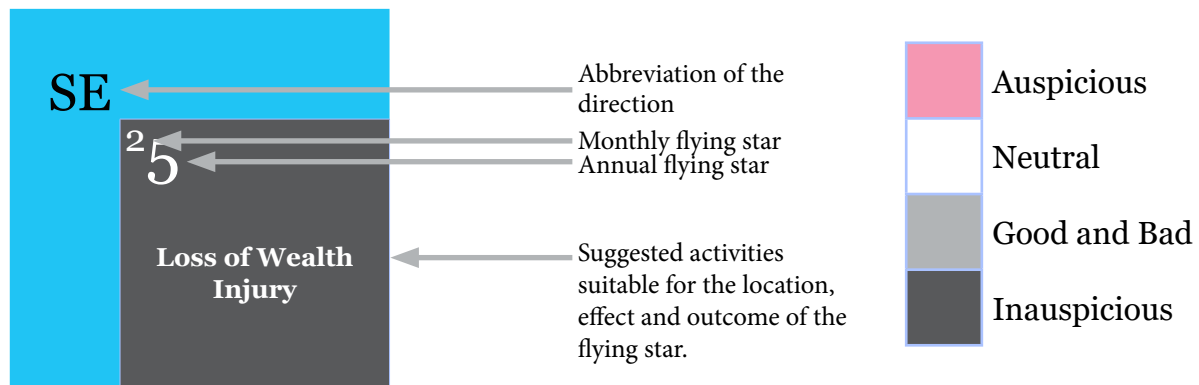 SE
2
5
Loss of Wealth
Injury
Abbreviation of the
direction
Monthly flying star
Annual flying star
Suggested activities
suitable for the location,
effect and outcome of the
flying star.
Auspicious
Neutral
Good and Bad
Inauspicious